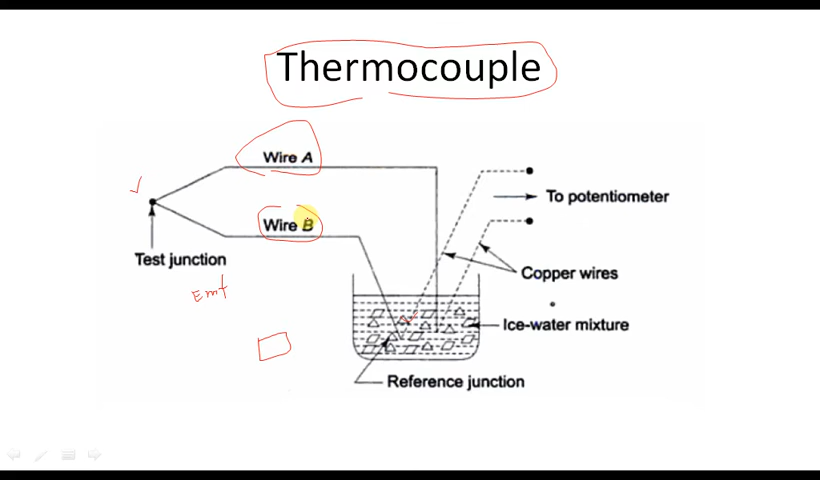 Thermocouple
Wire A
Wire B
To potentiometer
Test junction
Copper wires
Emf
Ice-water mixture
Reference junction